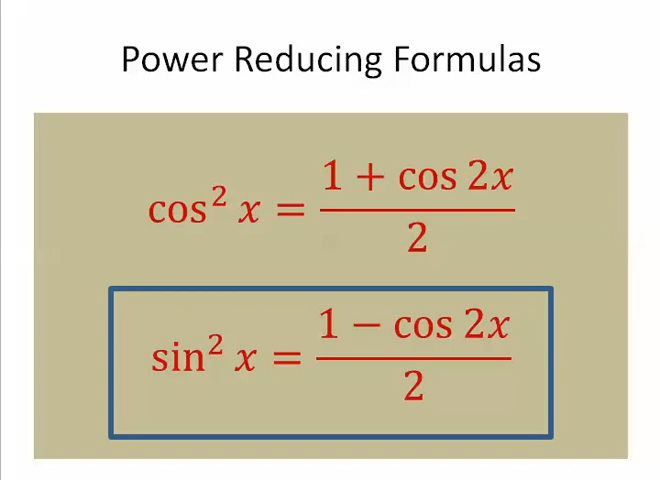 Power Reducing Formulas
cos² x = (1 + cos 2x)/2
sin² x = (1 − cos 2x)/2